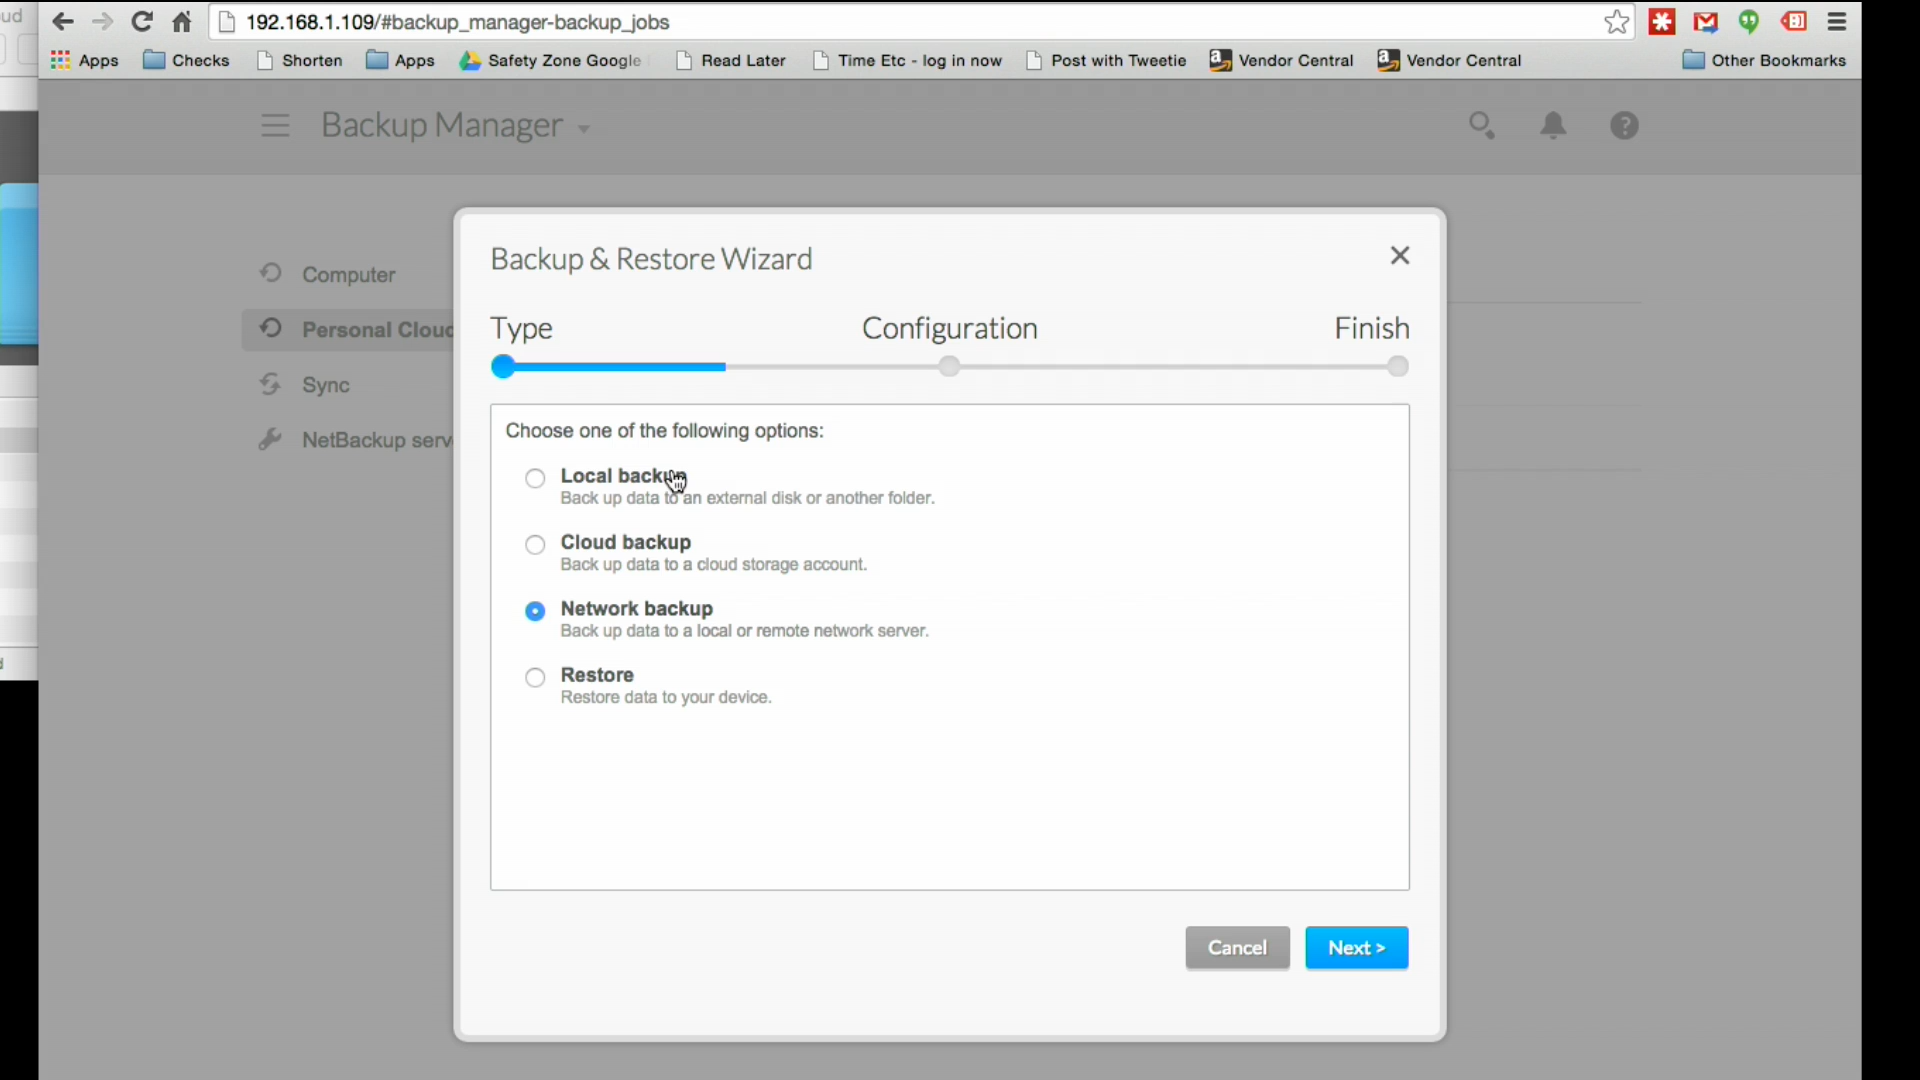 192.168.1.109/#backup_manager-backup_jobs
Apps Checks Shorten Apps Safety Zone Google Read Later Time Etc - log in now Post with Tweetie Vendor Central Vendor Central Other Bookmarks
Backup Manager
Computer
Personal Cloud
Sync
NetBackup serv
Backup & Restore Wizard
Type Configuration Finish
Choose one of the following options:
Local backup
Back up data to an external disk or another folder.
Cloud backup
Back up data to a cloud storage account.
Network backup
Back up data to a local or remote network server.
Restore
Restore data to your device.
Cancel Next >